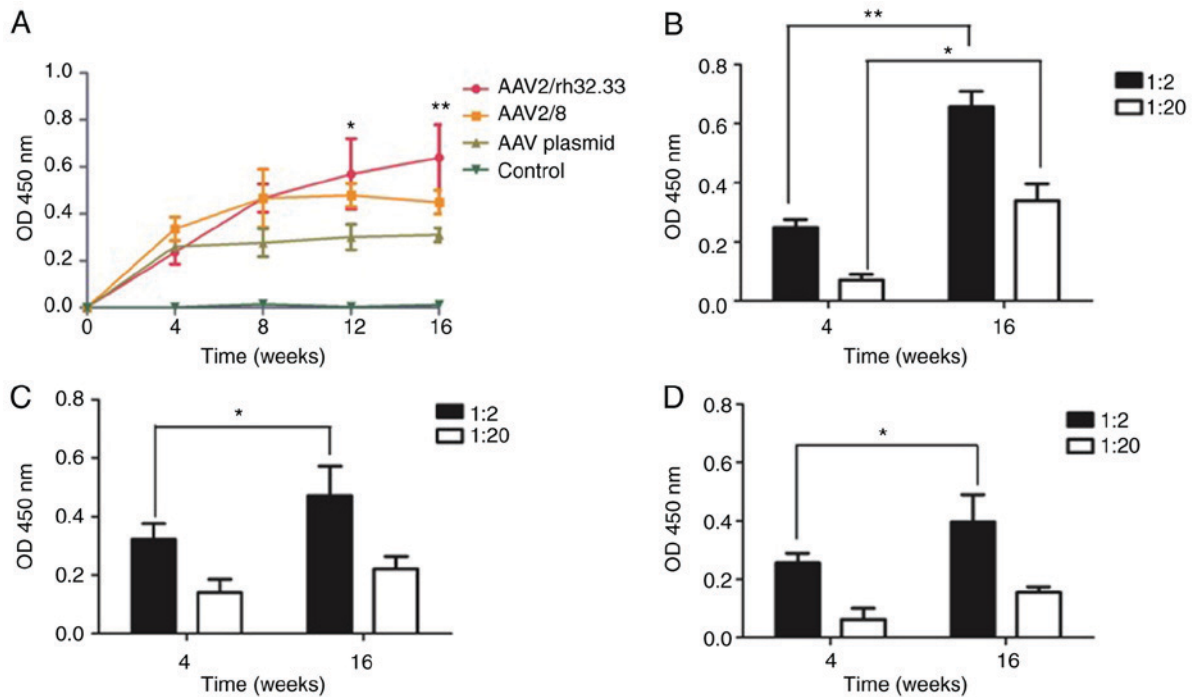 A
1.0
0.8
0.6
0.4
0.2
0.0
OD 450 nm
0 4 8 12 16
Time (weeks)
* **
AAV2/rh32.33
AAV2/8
AAV plasmid
Control
B
0.8
0.6
0.4
0.2
0.0
OD 450 nm
** *
4 16
Time (weeks)
1:2
1:20
C
0.8
0.6
0.4
0.2
0.0
OD 450 nm
*
4 16
Time (weeks)
1:2
1:20
D
0.8
0.6
0.4
0.2
0.0
OD 450 nm
*
4 16
Time (weeks)
1:2
1:20